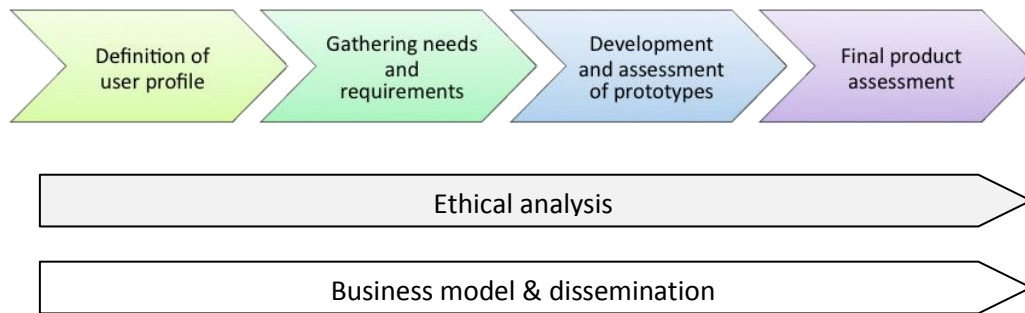 Definition of
user profile
Gathering needs
and
requirements
Development
and assessment
of prototypes
Final product
assessment
Ethical analysis
Business model & dissemination